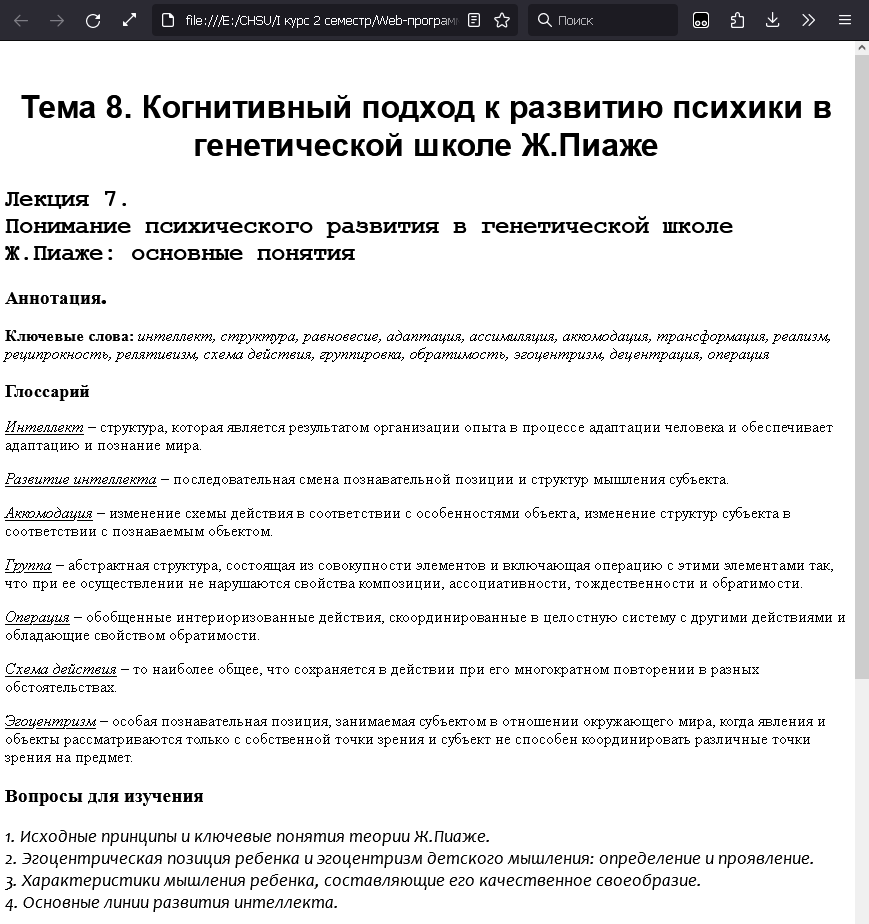 file:///E:/CHSU/I курс 2 семестр/Web-програм
Поиск
Тема 8. Когнитивный подход к развитию психики в
генетической школе Ж.Пиаже
Лекция 7.
Понимание психического развития в генетической школе
Ж.Пиаже: основные понятия
Аннотация.
Ключевые слова: интеллект, структура, равновесие, адаптация, ассимиляция, аккомодация, трансформация, реализм,
реципрокность, релятивизм, схема действия, группировка, обратимость, эгоцентризм, децентрация, операция
Глоссарий
Интеллект – структура, которая является результатом организации опыта в процессе адаптации человека и обеспечивает
адаптацию и познание мира.
Развитие интеллекта – последовательная смена познавательной позиции и структур мышления субъекта.
Аккомодация – изменение схемы действия в соответствии с особенностями объекта, изменение структур субъекта в
соответствии с познаваемым объектом.
Группа – абстрактная структура, состоящая из совокупности элементов и включающая операцию с этими элементами так,
что при ее осуществлении не нарушаются свойства композиции, ассоциативности, тождественности и обратимости.
Операция – обобщенные интериоризованные действия, скоординированные в целостную систему с другими действиями и
обладающие свойством обратимости.
Схема действия – то наиболее общее, что сохраняется в действии при его многократном повторении в разных
обстоятельствах.
Эгоцентризм – особая познавательная позиция, занимаемая субъектом в отношении окружающего мира, когда явления и
объекты рассматриваются только с собственной точки зрения и субъект не способен координировать различные точки
зрения на предмет.
Вопросы для изучения
1. Исходные принципы и ключевые понятия теории Ж.Пиаже.
2. Эгоцентрическая позиция ребенка и эгоцентризм детского мышления: определение и проявление.
3. Характеристики мышления ребенка, составляющие его качественное своеобразие.
4. Основные линии развития интеллекта.